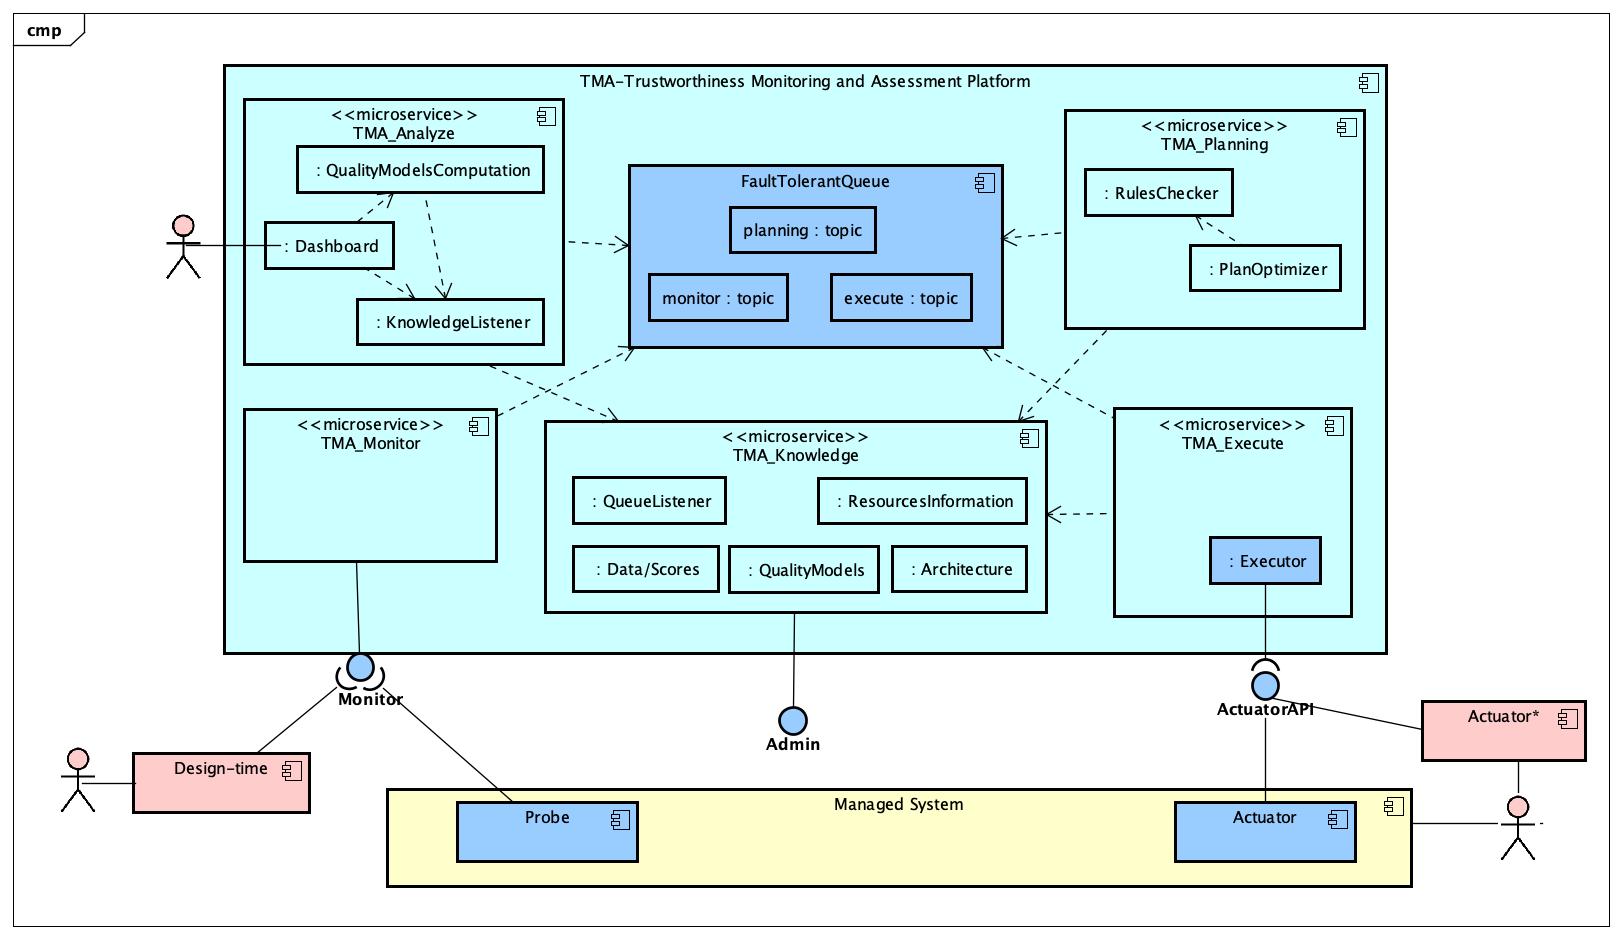 cmp
TMA-Trustworthiness Monitoring and Assessment Platform
<<microservice>>
TMA_Analyze
: QualityModelsComputation
: Dashboard
: KnowledgeListener
FaultTolerantQueue
planning : topic
monitor : topic
execute : topic
<<microservice>>
TMA_Planning
: RulesChecker
: PlanOptimizer
<<microservice>>
TMA_Monitor
<<microservice>>
TMA_Knowledge
: QueueListener
: ResourcesInformation
: Data/Scores
: QualityModels
: Architecture
<<microservice>>
TMA_Execute
: Executor
Monitor
Admin
ActuatorAPI
Actuator*
Design-time
Managed System
Probe
Actuator